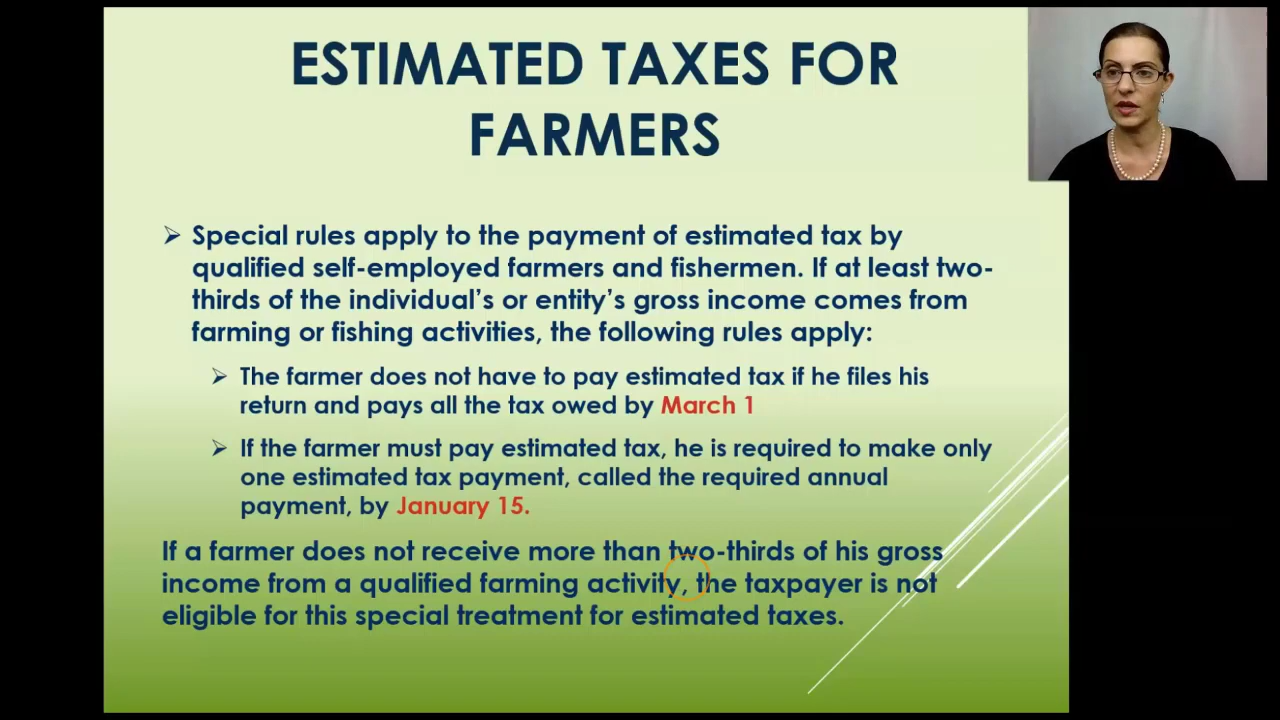 ESTIMATED TAXES FOR
FARMERS
Special rules apply to the payment of estimated tax by
qualified self-employed farmers and fishermen. If at least two-
thirds of the individual's or entity's gross income comes from
farming or fishing activities, the following rules apply:
The farmer does not have to pay estimated tax if he files his
return and pays all the tax owed by March 1
If the farmer must pay estimated tax, he is required to make only
one estimated tax payment, called the required annual
payment, by January 15.
If a farmer does not receive more than two-thirds of his gross
income from a qualified farming activity, the taxpayer is not
eligible for this special treatment for estimated taxes.